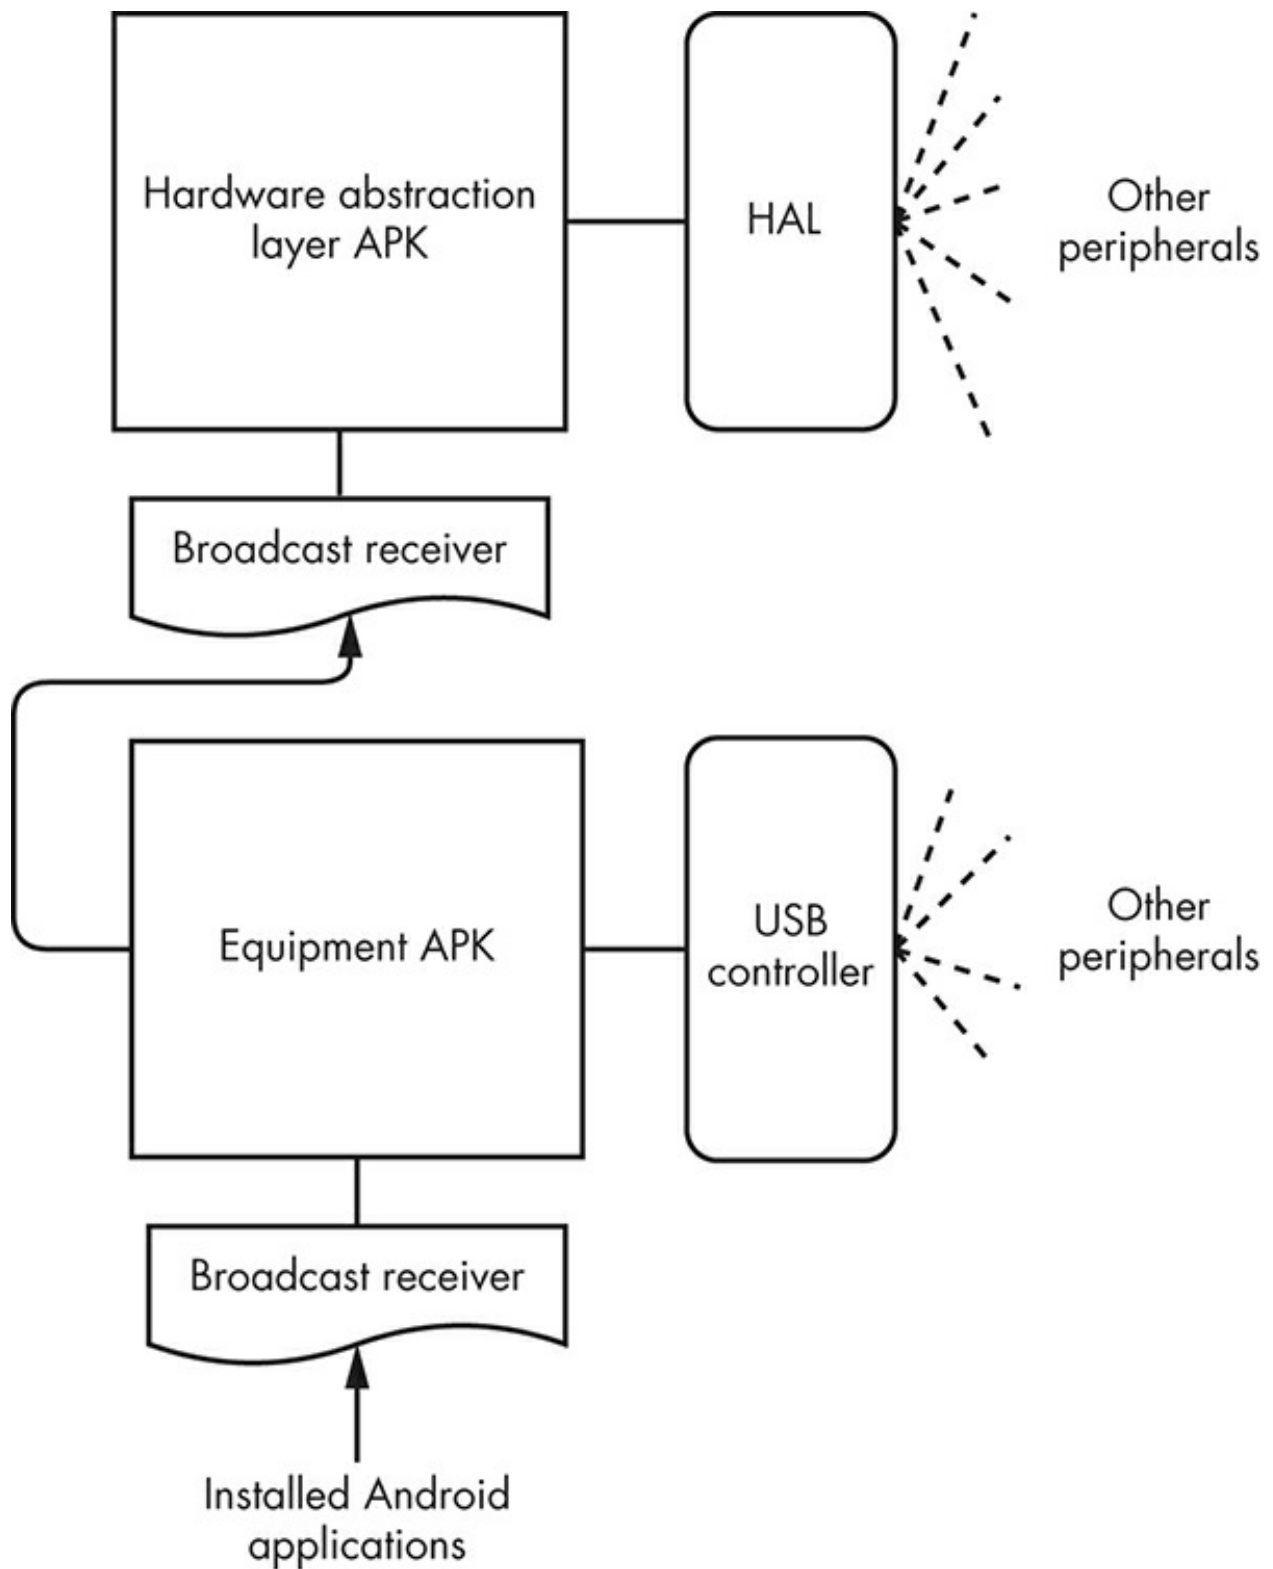 Hardware abstraction
layer APK
HAL
Other
peripherals
Broadcast receiver
Equipment APK
USB
controller
Other
peripherals
Broadcast receiver
Installed Android
applications